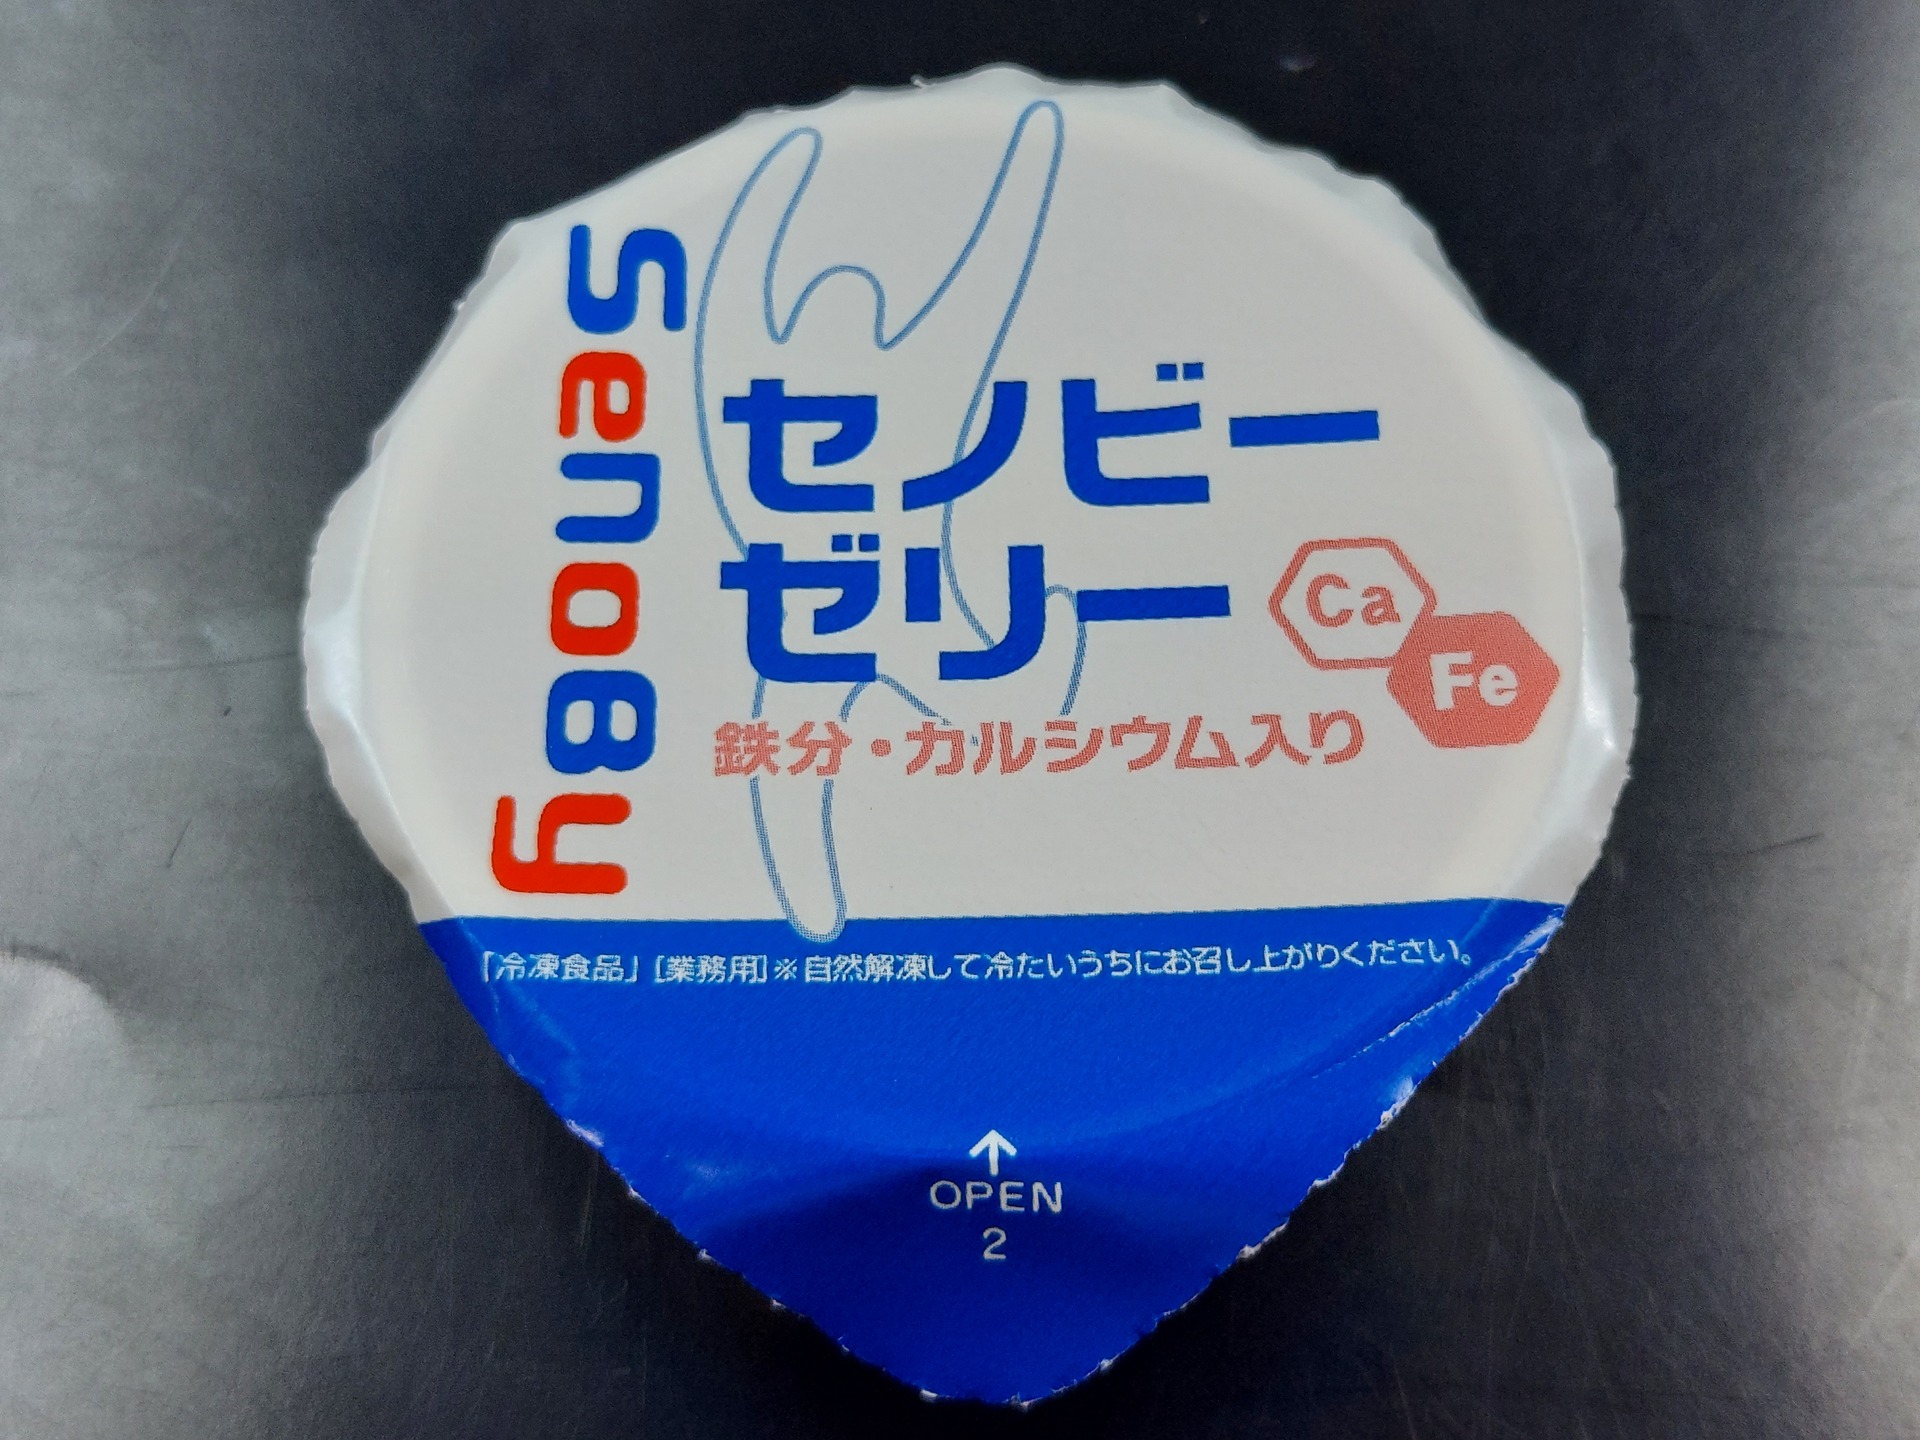 Seno8y
セノビー
ゼリー
Ca
Fe
鉄分・カルシウム入り
「冷凍食品」［業務用］※自然解凍して冷たいうちにお召し上がりください。
↑
OPEN
2